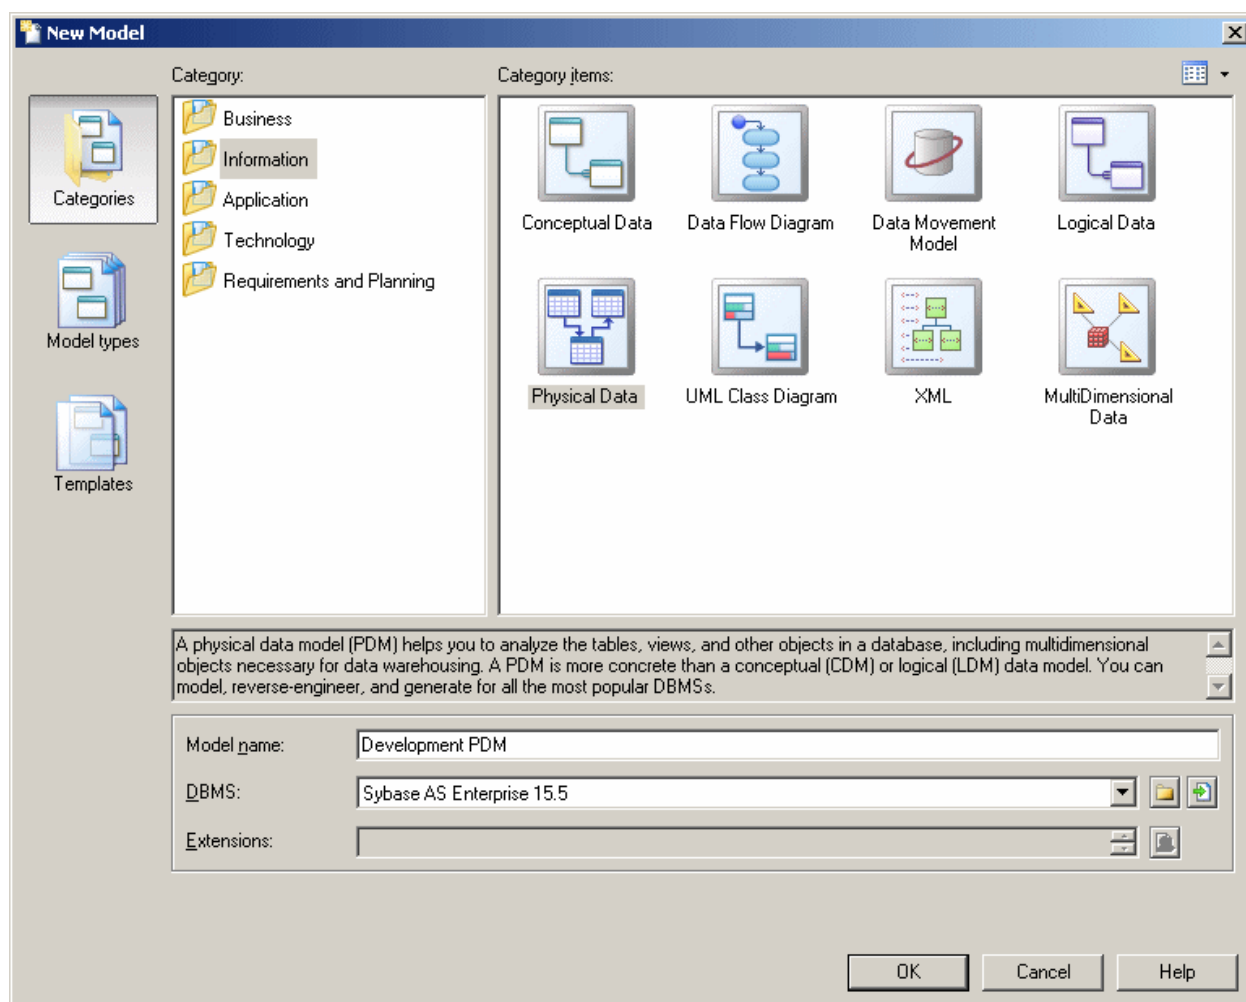 New Model
Category:
Category items:
Categories
Model types
Templates
Business
Information
Application
Technology
Requirements and Planning
Conceptual Data
Data Flow Diagram
Data Movement
Model
Logical Data
Physical Data
UML Class Diagram
XML
MultiDimensional
Data
A physical data model (PDM) helps you to analyze the tables, views, and other objects in a database, including multidimensional
objects necessary for data warehousing. A PDM is more concrete than a conceptual (CDM) or logical (LDM) data model. You can
model, reverse-engineer, and generate for all the most popular DBMSs.
Model name:
Development PDM
DBMS:
Sybase AS Enterprise 15.5
Extensions:
OK
Cancel
Help